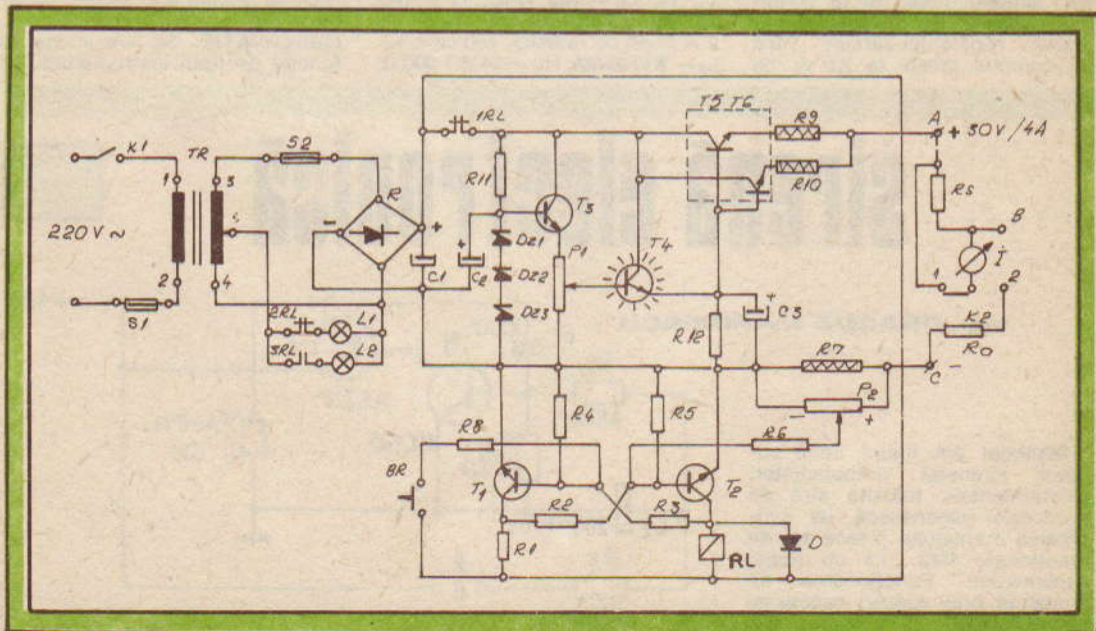 1RL
T5 T6
R9
A
+ 30V/4A
K1
TR
S2
R
R11
T3
R10
RS
B
1
3
220V~
-
+
C1
+
C2
DZ1
P1
T4
I
DZ2
1
2
2
4
DZ3
+
C3
K2
S1
2RL
L1
R12
R7
R0
3RL
L2
C
-
P2
R4
R5
-
+
R8
R6
BR
T1
T2
R2
R3
R1
RL
D